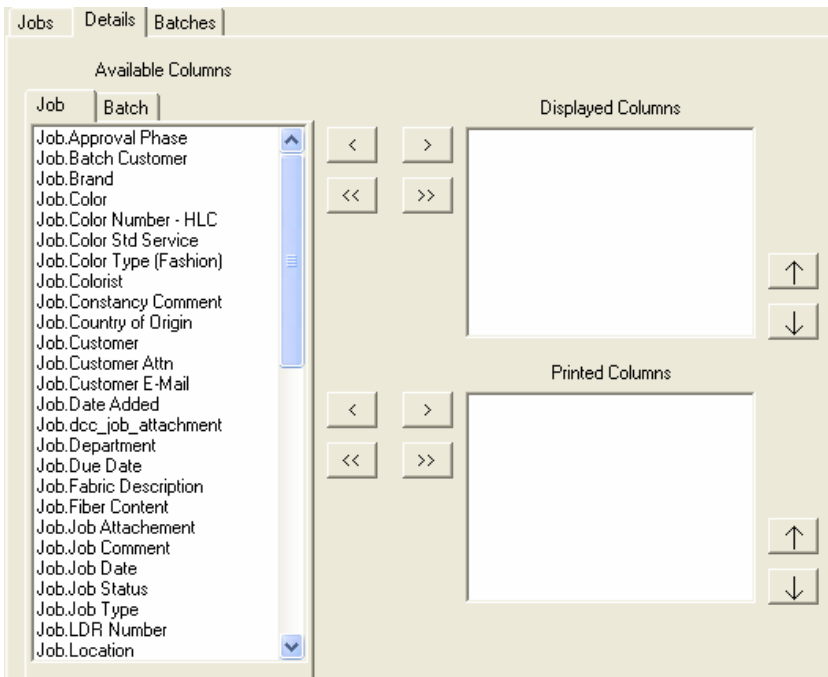 Jobs Details Batches
Available Columns
Job Batch
Displayed Columns
Job.Approval Phase
Job.Batch Customer
Job.Brand
Job.Color
Job.Color Number - HLC
Job.Color Std Service
Job.Color Type (Fashion)
Job.Colorist
Job.Constancy Comment
Job.Country of Origin
Job.Customer
Job.Customer Attn
Job.Customer E-Mail
Job.Date Added
Job.dcc_job_attachment
Job.Department
Job.Due Date
Job.Fabric Description
Job.Fiber Content
Job.Job Attachement
Job.Job Comment
Job.Job Date
Job.Job Status
Job.Job Type
Job.LDR Number
Job.Location
< >
<< >>
↑
↓
Printed Columns
< >
<< >>
↑
↓